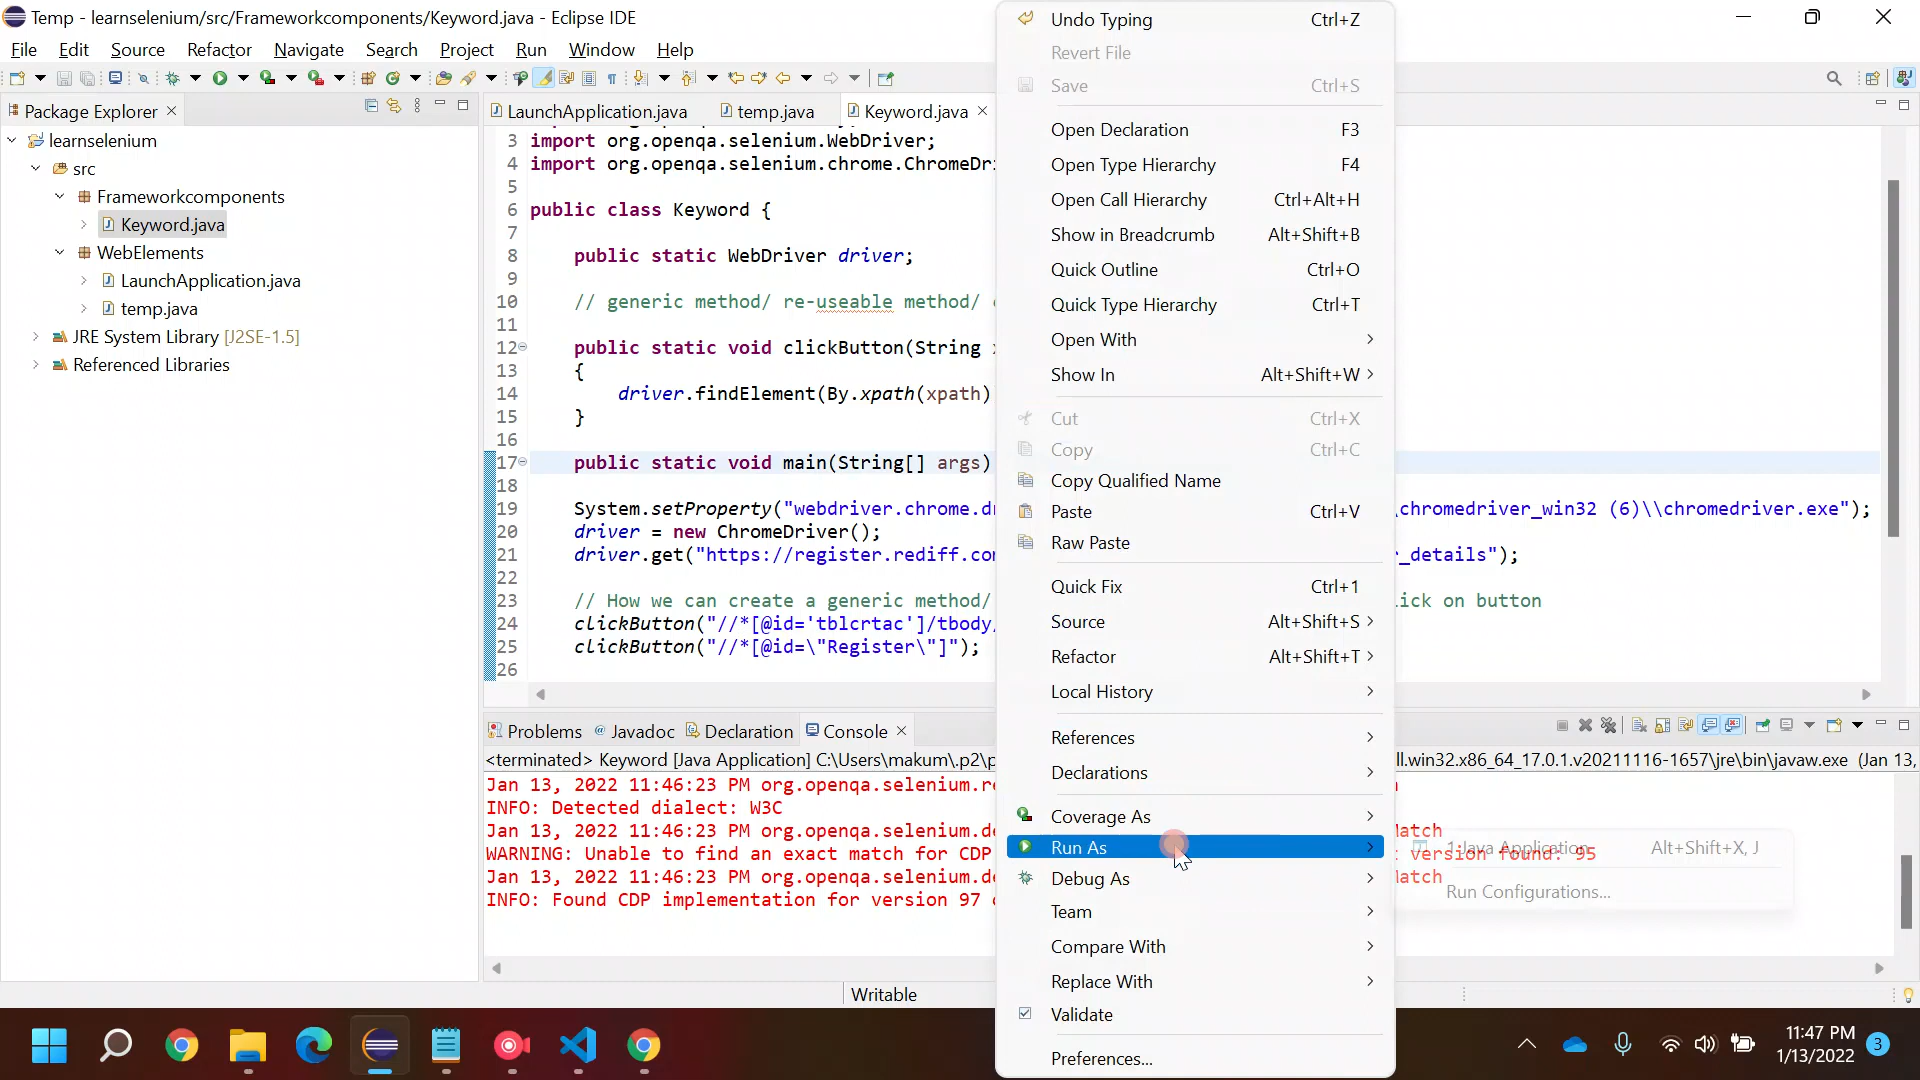 Temp - learnselenium/src/Frameworkcomponents/Keyword.java - Eclipse IDE
File Edit Source Refactor Navigate Search Project Run Window Help
Package Explorer
learnselenium
src
Frameworkcomponents
Keyword.java
WebElements
LaunchApplication.java
temp.java
JRE System Library [J2SE-1.5]
Referenced Libraries
LaunchApplication.java temp.java Keyword.java
3 import org.openqa.selenium.WebDriver;
4 import org.openqa.selenium.chrome.ChromeDr
5
6 public class Keyword {
7
8 public static WebDriver driver;
9
10 // generic method/ re-useable method/
11
12 public static void clickButton(String
13 {
14 driver.findElement(By.xpath(xpath)
15 }
16
17 public static void main(String[] args)
18
19 System.setProperty("webdriver.chrome.d \chromedriver_win32 (6)\\chromedriver.exe");
20 driver = new ChromeDriver();
21 driver.get("https://register.rediff.co _details");
22
23 // How we can create a generic method/ ick on button
24 clickButton("//*[@id='tblcrtac']/tbody
25 clickButton("//*[@id=\"Register\"]");
26
Undo Typing Ctrl+Z
Revert File
Save Ctrl+S
Open Declaration F3
Open Type Hierarchy F4
Open Call Hierarchy Ctrl+Alt+H
Show in Breadcrumb Alt+Shift+B
Quick Outline Ctrl+O
Quick Type Hierarchy Ctrl+T
Open With
Show In Alt+Shift+W
Cut Ctrl+X
Copy Ctrl+C
Copy Qualified Name
Paste Ctrl+V
Raw Paste
Quick Fix Ctrl+1
Source Alt+Shift+S
Refactor Alt+Shift+T
Local History
References
Declarations
Coverage As
Run As
Debug As
Team
Compare With
Replace With
Validate
Preferences...
1 Java Application Alt+Shift+X, J
Run Configurations...
Problems Javadoc Declaration Console
<terminated> Keyword [Java Application] C:\Users\makum\.p2\p ll.win32.x86_64_17.0.1.v20211116-1657\jre\bin\javaw.exe (Jan 13,
Jan 13, 2022 11:46:23 PM org.openqa.selenium.re
INFO: Detected dialect: W3C
Jan 13, 2022 11:46:23 PM org.openqa.selenium.de Match
WARNING: Unable to find an exact match for CDP version found: 95
Jan 13, 2022 11:46:23 PM org.openqa.selenium.de Match
INFO: Found CDP implementation for version 97
Writable
11:47 PM
1/13/2022
3